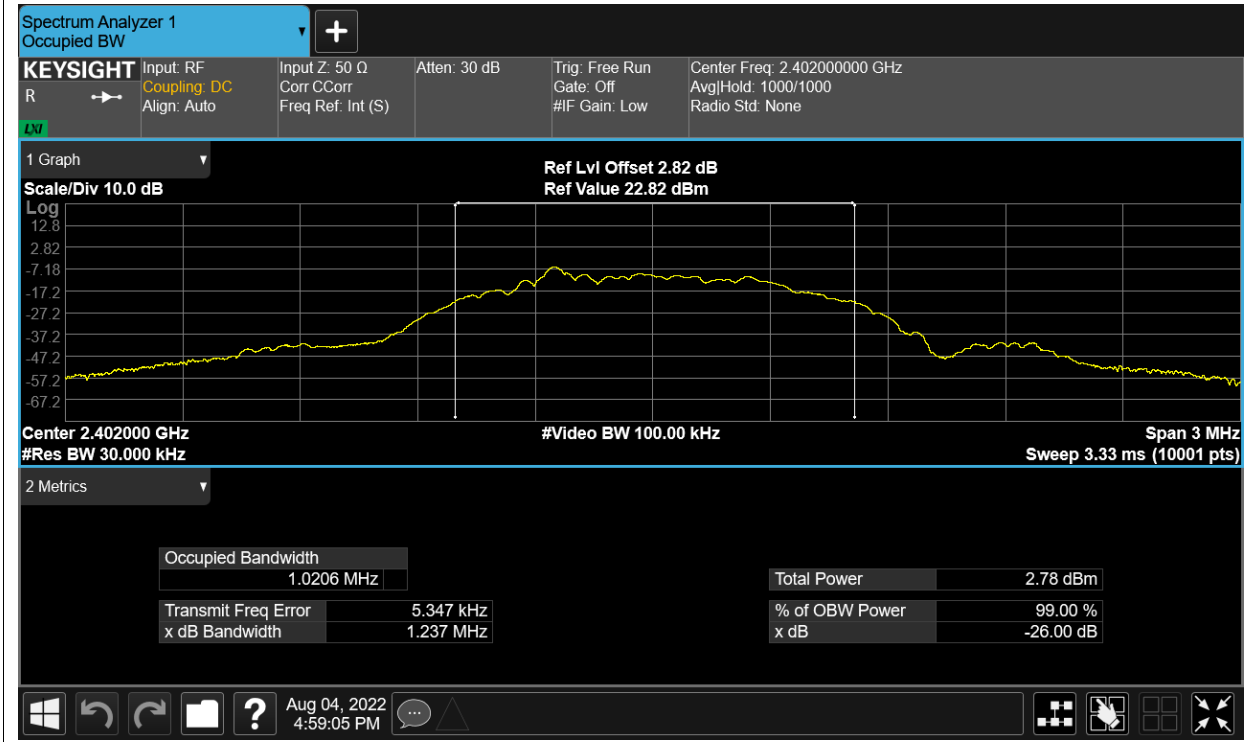 Spectrum Analyzer 1
Occupied BW
KEYSIGHT
R
LXI
Input: RF
Coupling: DC
Align: Auto
Input Z: 50 Ω
Corr CCorr
Freq Ref: Int (S)
Atten: 30 dB
Trig: Free Run
Gate: Off
#IF Gain: Low
Center Freq: 2.402000000 GHz
Avg|Hold: 1000/1000
Radio Std: None
1 Graph
Scale/Div 10.0 dB
Ref Lvl Offset 2.82 dB
Ref Value 22.82 dBm
Log
12.8
2.82
-7.18
-17.2
-27.2
-37.2
-47.2
-57.2
-67.2
Center 2.402000 GHz
#Video BW 100.00 kHz
Span 3 MHz
#Res BW 30.000 kHz
Sweep 3.33 ms (10001 pts)
2 Metrics
Occupied Bandwidth
1.0206 MHz
Total Power 2.78 dBm
Transmit Freq Error 5.347 kHz
% of OBW Power 99.00 %
x dB Bandwidth 1.237 MHz
x dB -26.00 dB
?
Aug 04, 2022
4:59:05 PM